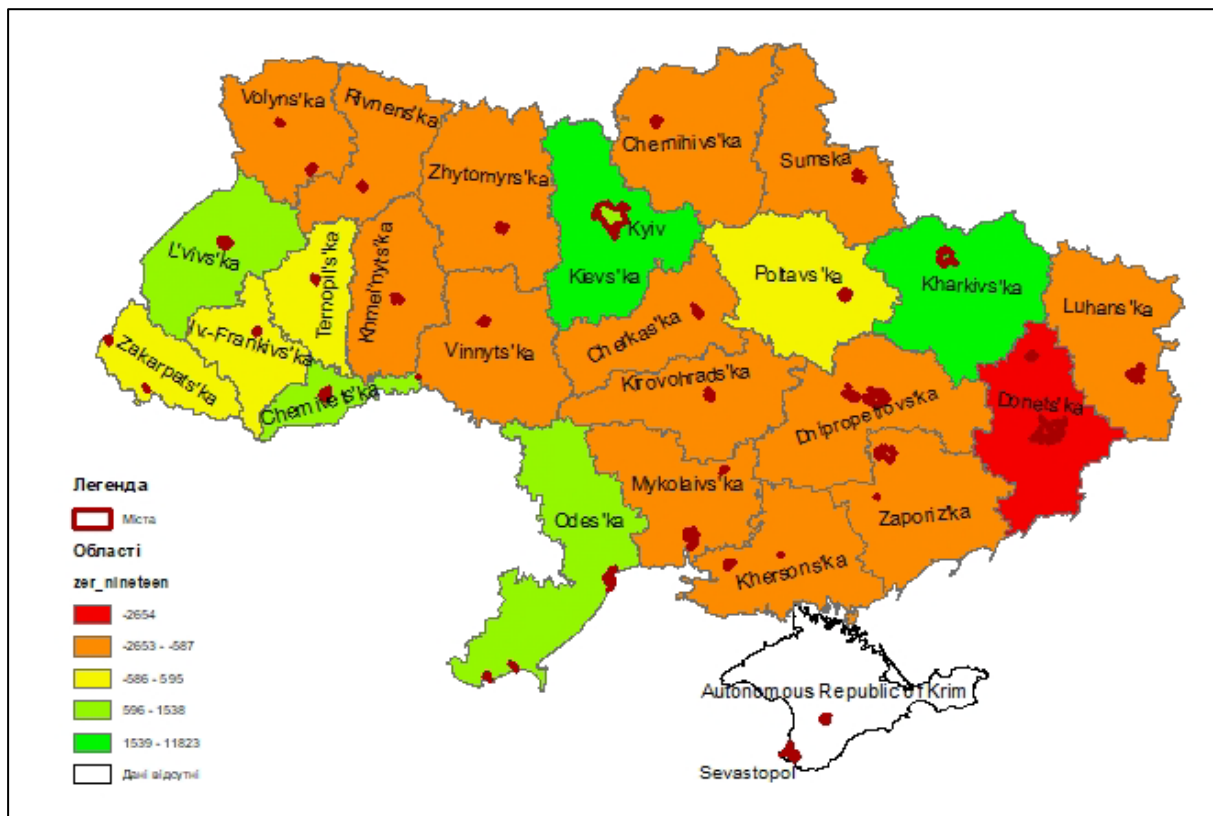 Volyns'ka
Rivnens'ka
Chernihivs'ka
Sumska
Zhytomyrs'ka
Kyiv
L'vivs'ka
Ternopil's'ka
Khmel'nyts'ka
Kievs'ka
Poltavs'ka
Kharkivs'ka
Luhans'ka
Iv-Frankivs'ka
Zakarpats'ka
Vinnyts'ka
Cherkas'ka
Kirovohrads'ka
Dnipropetrovs'ka
Donets'ka
Mykolaivs'ka
Odes'ka
Zaporiz'ka
Khersons'ka
Autonomous Republic of Krim
Sevastopol
Легенда
Міста
Області
zer_nineteen
-2654
-2653 - -587
-586 - 595
596 - 1538
1539 - 11823
Дані відсутні